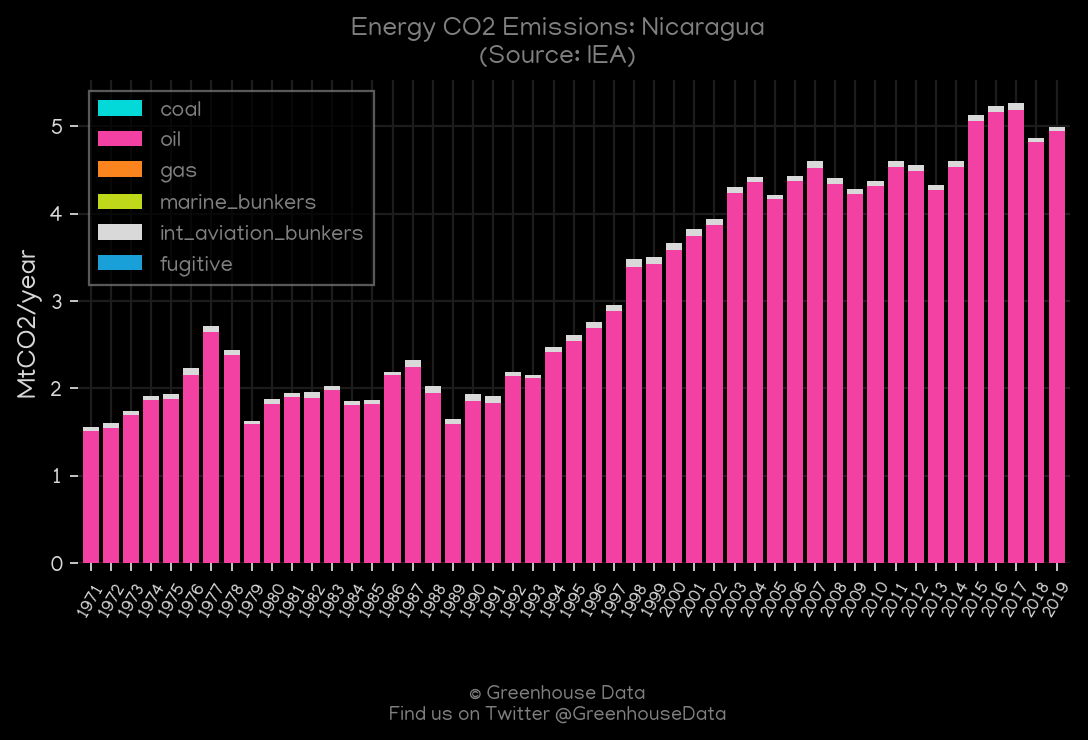 Energy CO2 Emissions: Nicaragua
(Source: IEA)
coal
oil
gas
marine_bunkers
int_aviation_bunkers
fugitive
MtCO2/year
5
4
3
2
1
0
1971 1972 1973 1974 1975 1976 1977 1978 1979 1980 1981 1982 1983 1984 1985 1986 1987 1988 1989 1990 1991 1992 1993 1994 1995 1996 1997 1998 1999 2000 2001 2002 2003 2004 2005 2006 2007 2008 2009 2010 2011 2012 2013 2014 2015 2016 2017 2018 2019
© Greenhouse Data
Find us on Twitter @GreenhouseData